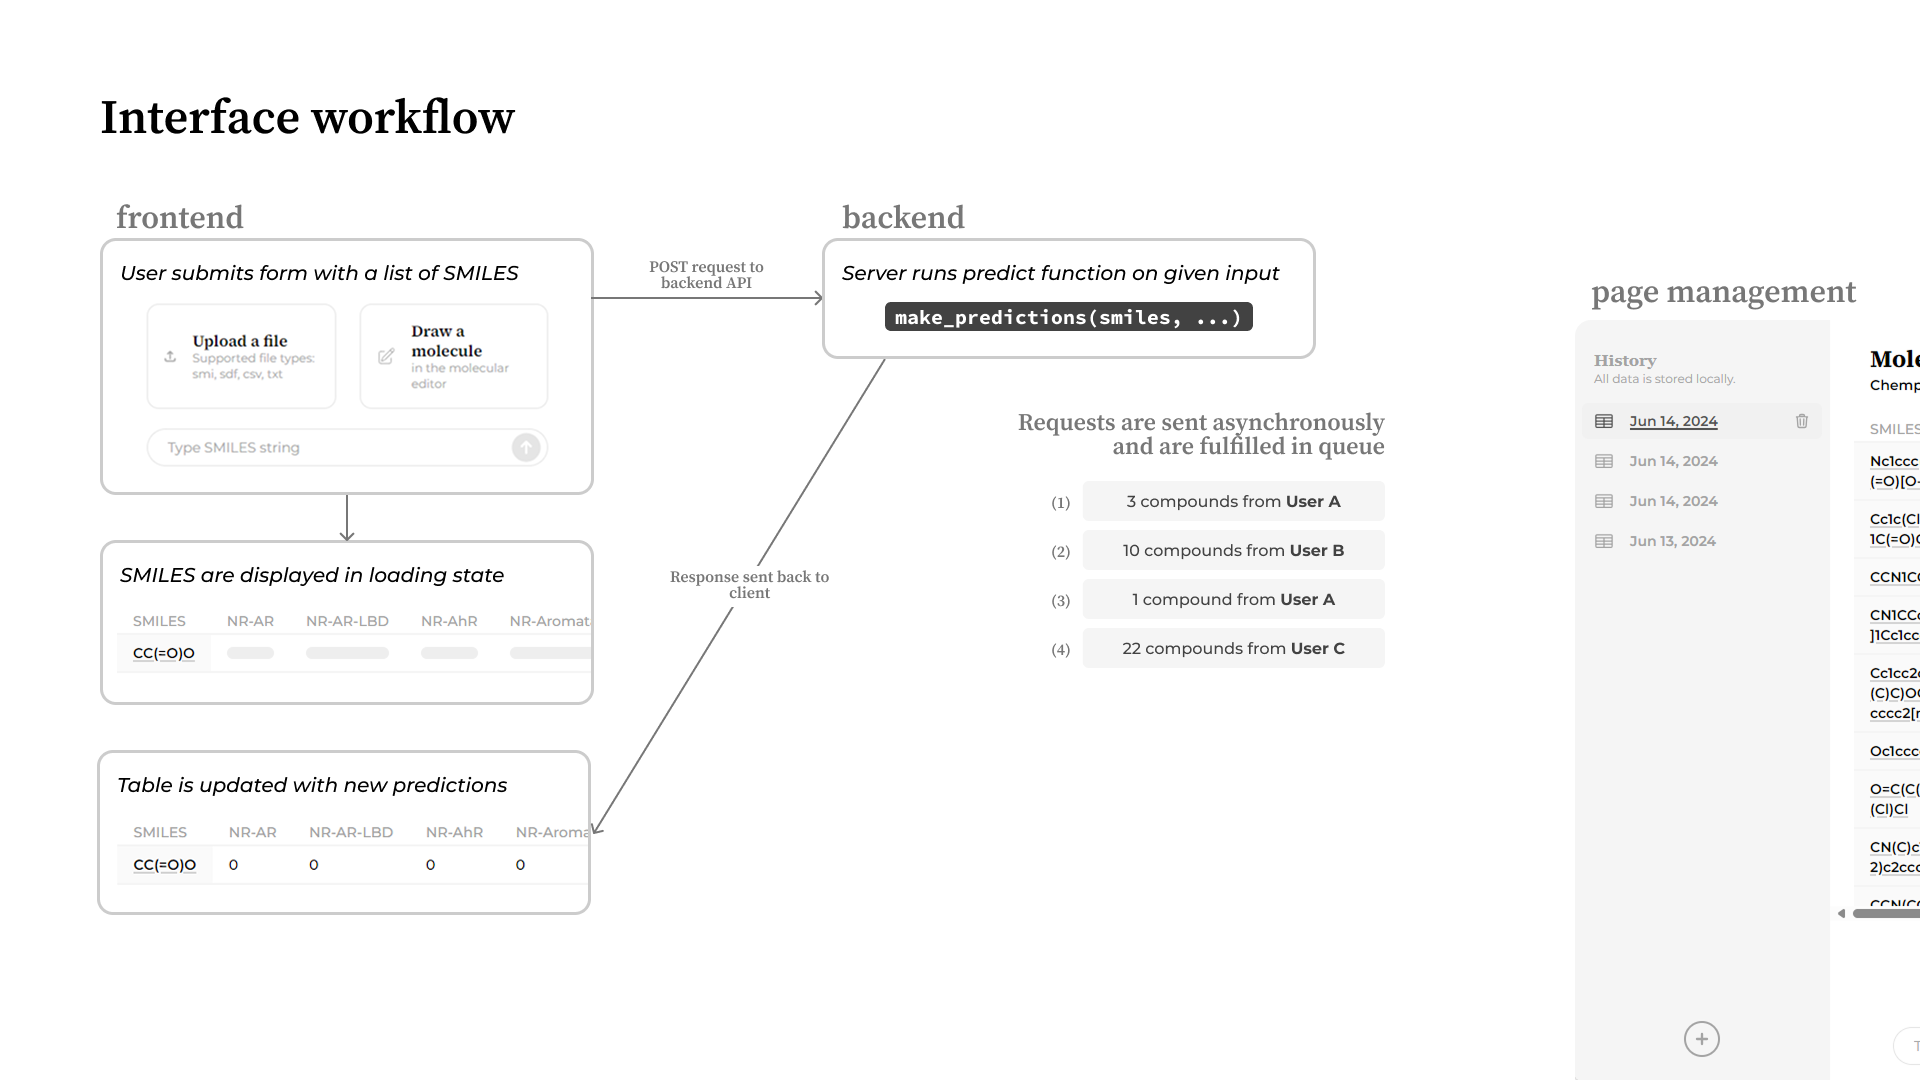 Interface workflow
frontend
User submits form with a list of SMILES
Upload a file
Supported file types:
smi, sdf, csv, txt
Draw a
molecule
in the molecular
editor
Type SMILES string
SMILES are displayed in loading state
SMILES NR-AR NR-AR-LBD NR-AhR NR-Aromat
CC(=O)O
Table is updated with new predictions
SMILES NR-AR NR-AR-LBD NR-AhR NR-Aroma
CC(=O)O 0 0 0 0
POST request to
backend API
Response sent back to
client
backend
Server runs predict function on given input
make_predictions(smiles, ...)
Requests are sent asynchronously
and are fulfilled in queue
(1) 3 compounds from User A
(2) 10 compounds from User B
(3) 1 compound from User A
(4) 22 compounds from User C
page management
History
All data is stored locally.
Jun 14, 2024
Jun 14, 2024
Jun 14, 2024
Jun 13, 2024
Mole
Chemp
SMILES
Nc1ccc
(=O)[O-
Cc1c(Cl
1C(=O)
CCN1C
CN1CC
]1Cc1cc
Cc1cc2
(C)C)O
cccc2[
Oc1ccc
O=C(C(
(Cl)Cl
CN(C)c
2)c2cc
CCN(C